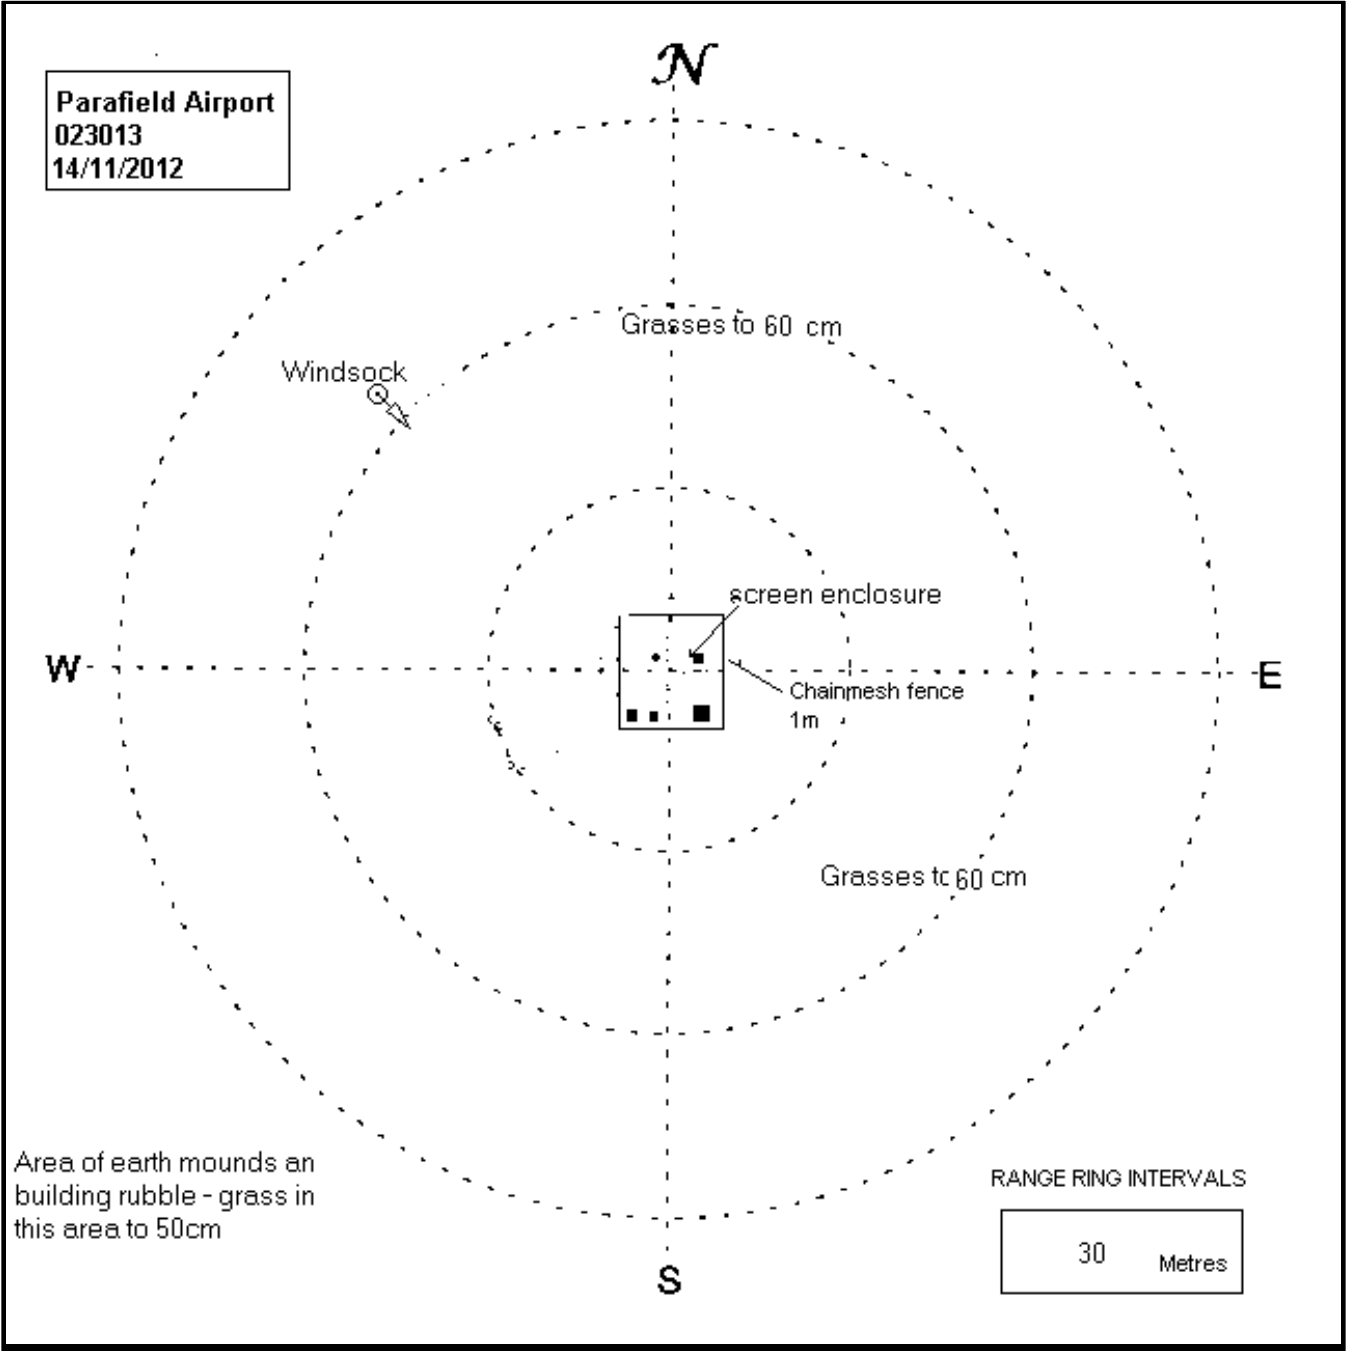 N
Parafield Airport
023013
14/11/2012
Grasses to 60 cm
Windsock
screen enclosure
W
E
Chainmesh fence
1m
Grasses to 60 cm
Area of earth mounds an
building rubble - grass in
this area to 50cm
RANGE RING INTERVALS
30 Metres
S